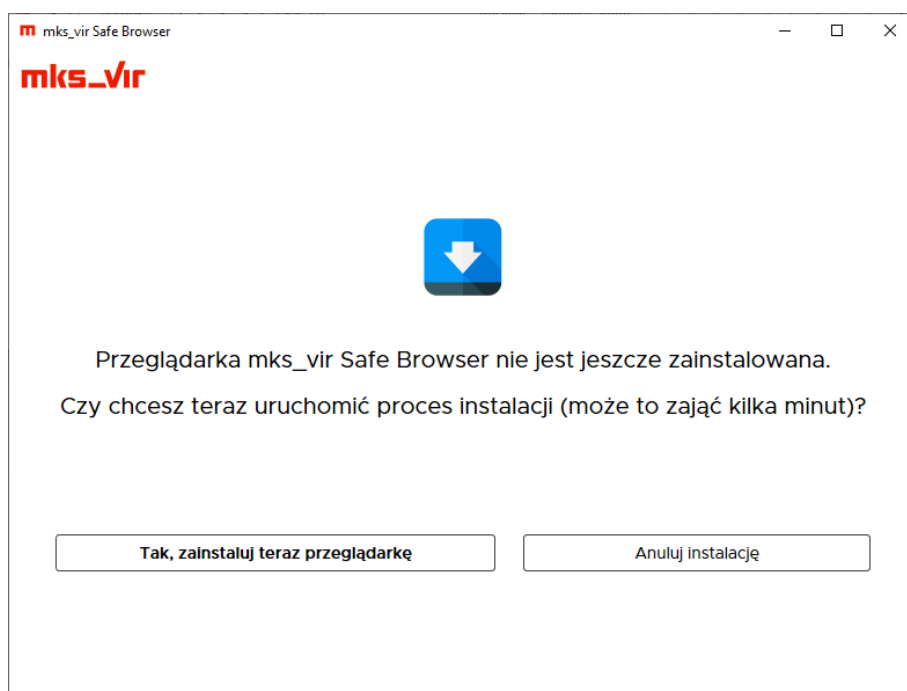 mks_vir Safe Browser
mks_vir
Przeglądarka mks_vir Safe Browser nie jest jeszcze zainstalowana.
Czy chcesz teraz uruchomić proces instalacji (może to zająć kilka minut)?
Tak, zainstaluj teraz przeglądarkę
Anuluj instalację